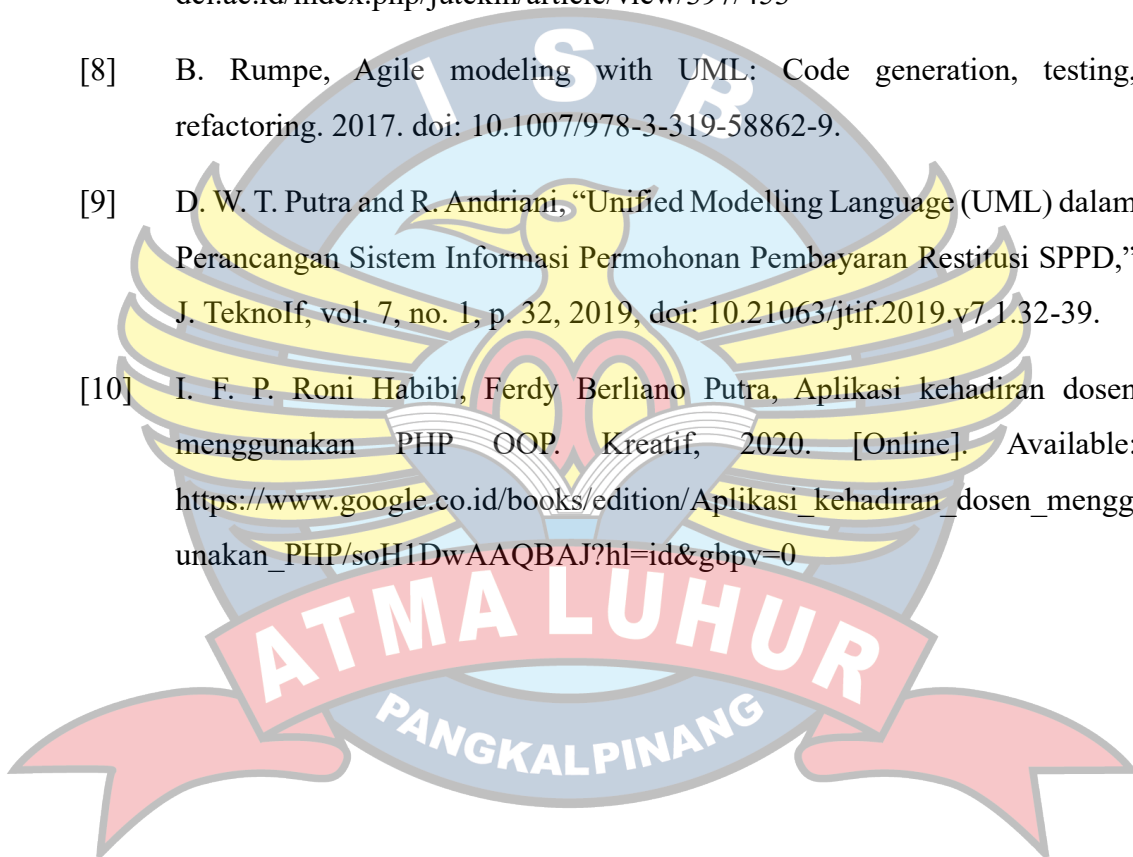 [8] B. Rumpe, Agile modeling with UML: Code generation, testing,
refactoring. 2017. doi: 10.1007/978-3-319-58862-9.
[9] D. W. T. Putra and R. Andriani, “Unified Modelling Language (UML) dalam
Perancangan Sistem Informasi Permohonan Pembayaran Restitusi SPPD,”
J. TeknoIf, vol. 7, no. 1, p. 32, 2019, doi: 10.21063/jtif.2019.v7.1.32-39.
[10] I. F. P. Roni Habibi, Ferdy Berliano Putra, Aplikasi kehadiran dosen
menggunakan PHP OOP. Kreatif, 2020. [Online]. Available:
https://www.google.co.id/books/edition/Aplikasi_kehadiran_dosen_mengg
unakan_PHP/soH1DwAAQBAJ?hl=id&gbpv=0
ISB
ATMA LUHUR
PANGKALPINANG